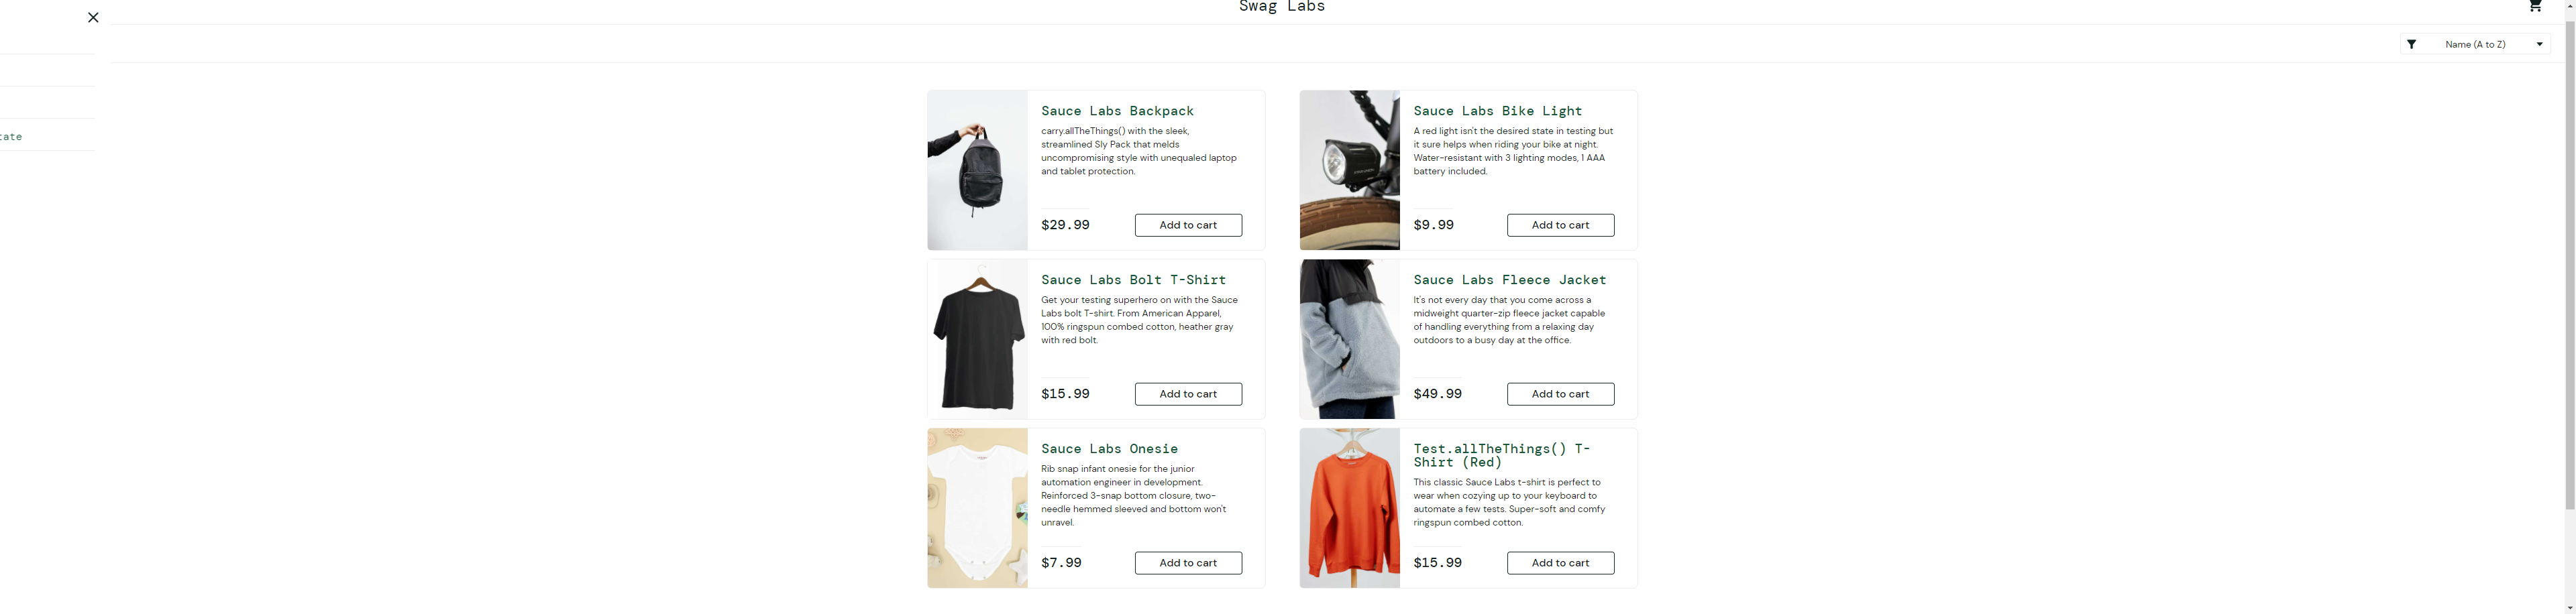 Swag Labs
Name (A to Z)
tate
Sauce Labs Backpack
carry.allTheThings() with the sleek,
streamlined Sly Pack that melds
uncompromising style with unequaled laptop
and tablet protection.
$29.99
Add to cart
Sauce Labs Bike Light
A red light isn't the desired state in testing but
it sure helps when riding your bike at night.
Water-resistant with 3 lighting modes, 1 AAA
battery included.
$9.99
Add to cart
Sauce Labs Bolt T-Shirt
Get your testing superhero on with the Sauce
Labs bolt T-shirt. From American Apparel,
100% ringspun combed cotton, heather gray
with red bolt.
$15.99
Add to cart
Sauce Labs Fleece Jacket
It's not every day that you come across a
midweight quarter-zip fleece jacket capable
of handling everything from a relaxing day
outdoors to a busy day at the office.
$49.99
Add to cart
Sauce Labs Onesie
Rib snap infant onesie for the junior
automation engineer in development.
Reinforced 3-snap bottom closure, two-
needle hemmed sleeved and bottom won't
unravel.
$7.99
Add to cart
Test.allTheThings() T-
Shirt (Red)
This classic Sauce Labs t-shirt is perfect to
wear when cozying up to your keyboard to
automate a few tests. Super-soft and comfy
ringspun combed cotton.
$15.99
Add to cart